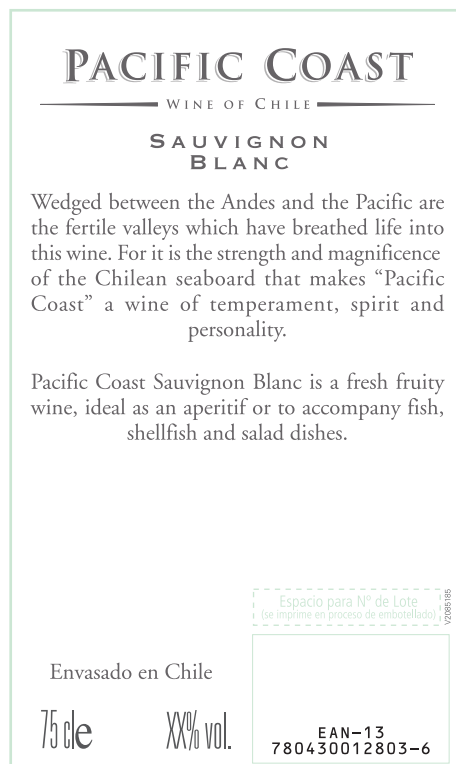 PACIFIC COAST
WINE OF CHILE
SAUVIGNON
BLANC
Wedged between the Andes and the Pacific are
the fertile valleys which have breathed life into
this wine. For it is the strength and magnificence
of the Chilean seaboard that makes “Pacific
Coast” a wine of temperament, spirit and
personality.
Pacific Coast Sauvignon Blanc is a fresh fruity
wine, ideal as an aperitif or to accompany fish,
shellfish and salad dishes.
Espacio para Nº de Lote
(se imprime en proceso de embotellado)
V2085185
Envasado en Chile
75 cl e
XX% vol.
EAN-13
780430012803-6